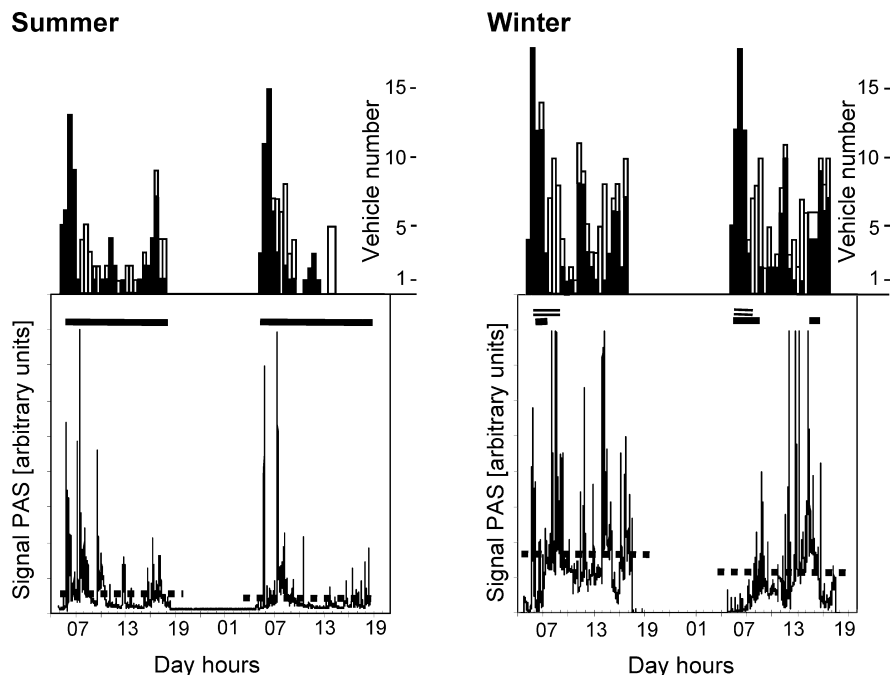 Summer
Winter
15
10
5
1
Vehicle number
15
10
5
1
Vehicle number
Signal PAS [arbitrary units]
07 13 19 01 07 13 19
Day hours
Signal PAS [arbitrary units]
07 13 19 01 07 13 19
Day hours